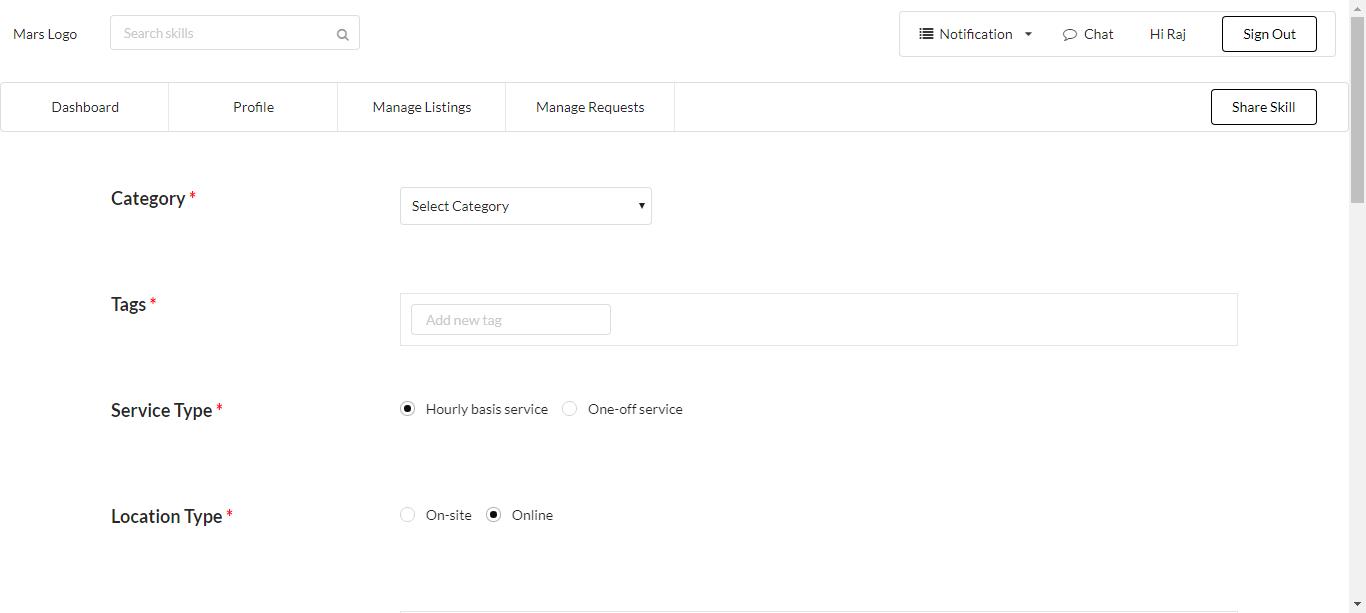 Mars Logo Search skills Notification Chat Hi Raj Sign Out
Dashboard Profile Manage Listings Manage Requests Share Skill
Category * Select Category
Tags * Add new tag
Service Type * Hourly basis service One-off service
Location Type * On-site Online